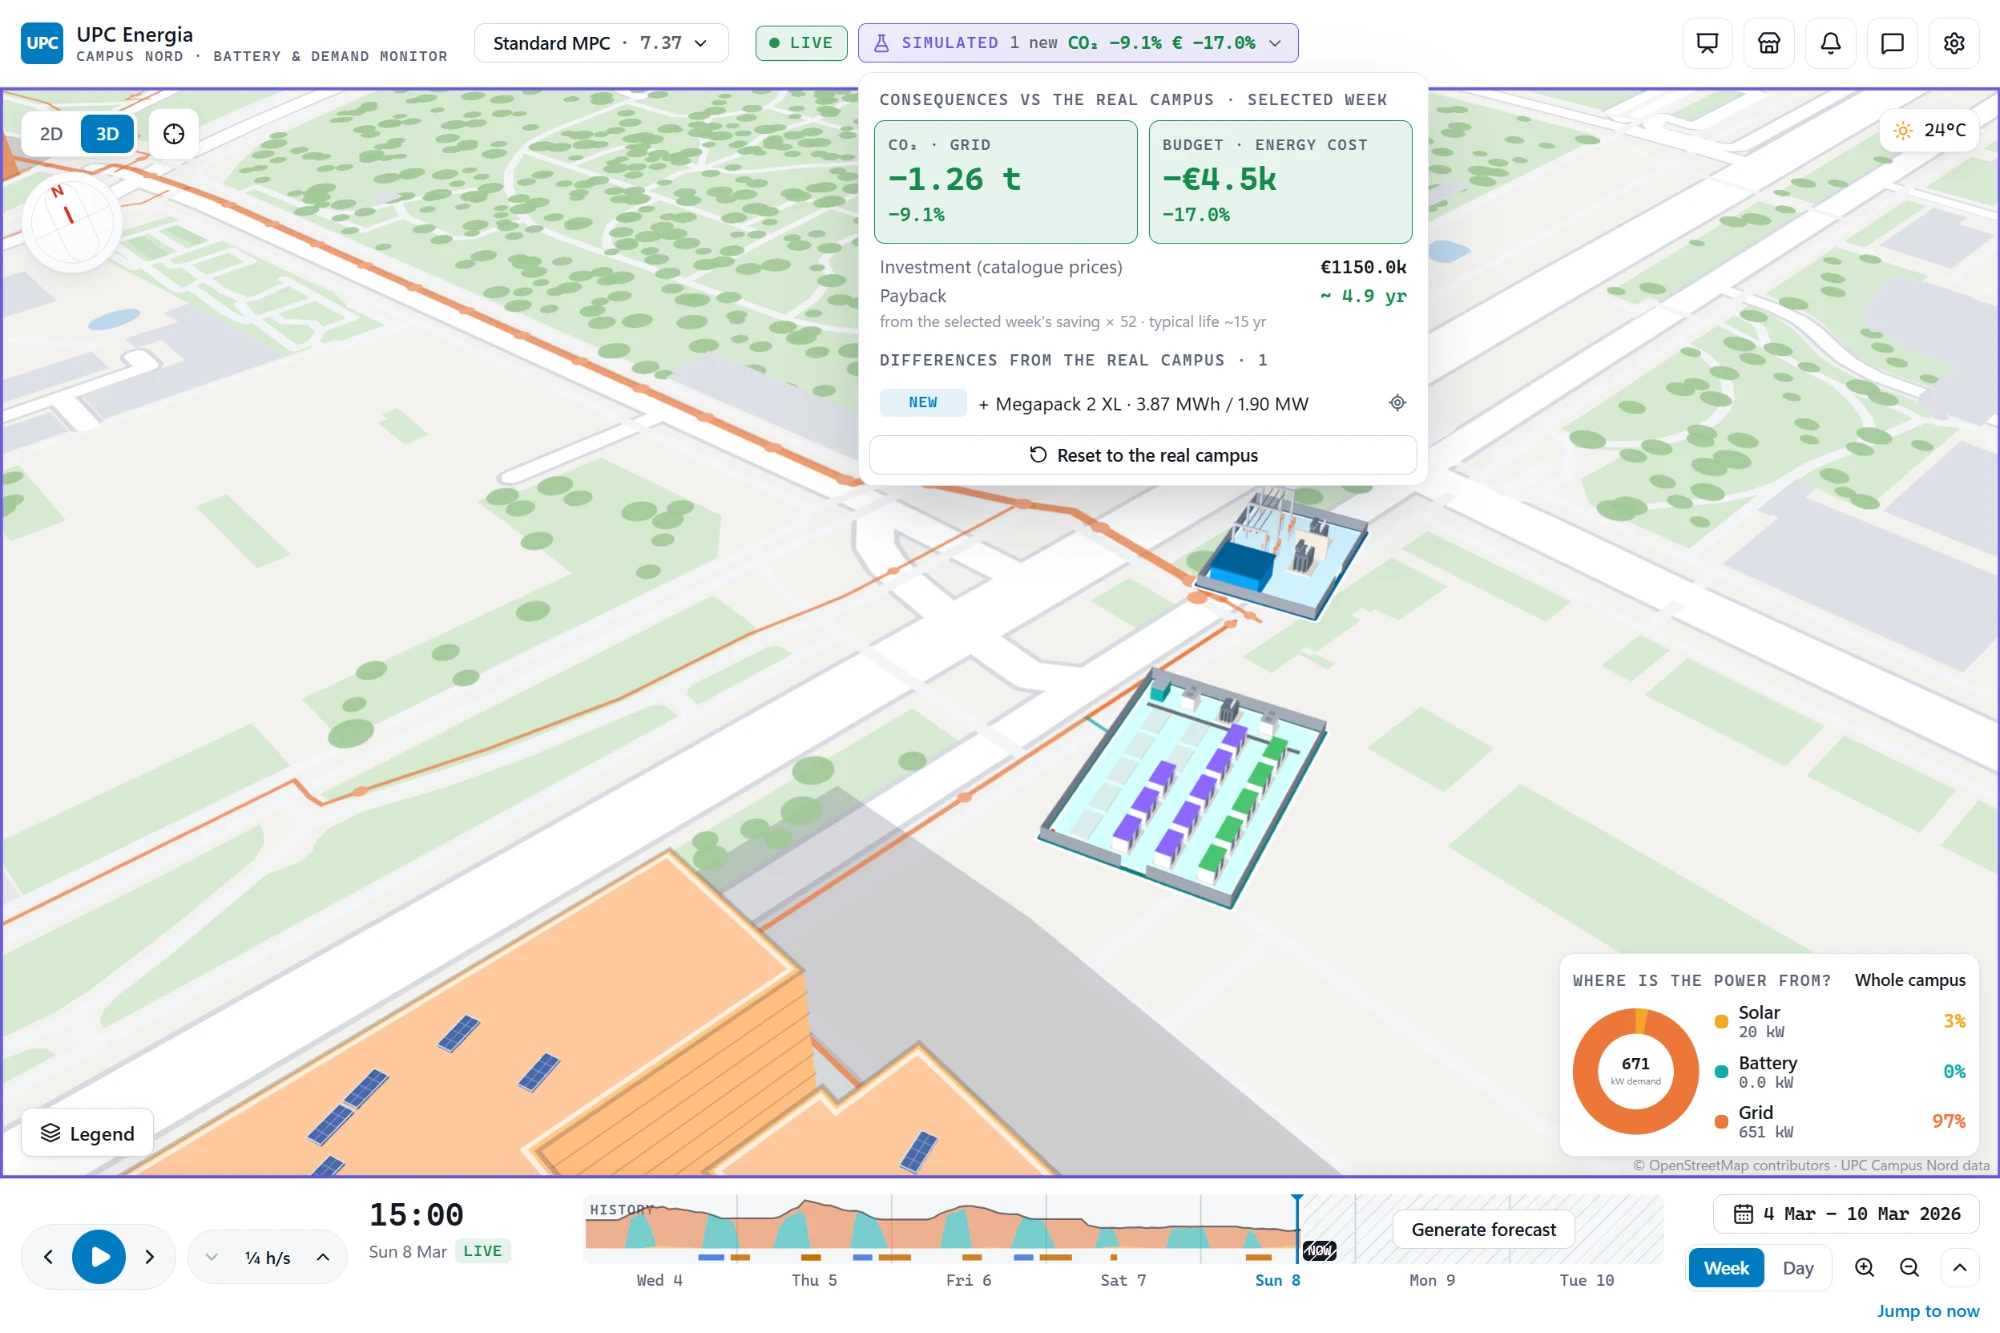 UPC
UPC Energia
CAMPUS NORD · BATTERY & DEMAND MONITOR
Standard MPC · 7.37
LIVE
SIMULATED 1 new CO₂ −9.1% € −17.0%
CONSEQUENCES VS THE REAL CAMPUS · SELECTED WEEK
CO₂ · GRID
−1.26 t
−9.1%
BUDGET · ENERGY COST
−€4.5k
−17.0%
Investment (catalogue prices) €1150.0k
Payback ~ 4.9 yr
from the selected week's saving × 52 · typical life ~15 yr
DIFFERENCES FROM THE REAL CAMPUS · 1
NEW + Megapack 2 XL · 3.87 MWh / 1.90 MW
Reset to the real campus
2D 3D
N
24°C
WHERE IS THE POWER FROM? Whole campus
671
kW demand
Solar
20 kW
3%
Battery
0.0 kW
0%
Grid
651 kW
97%
Legend
© OpenStreetMap contributors · UPC Campus Nord data
¼ h/s
15:00
Sun 8 Mar LIVE
HISTORY
NOW
Generate forecast
Wed 4 Thu 5 Fri 6 Sat 7 Sun 8 Mon 9 Tue 10
4 Mar – 10 Mar 2026
Week Day
Jump to now